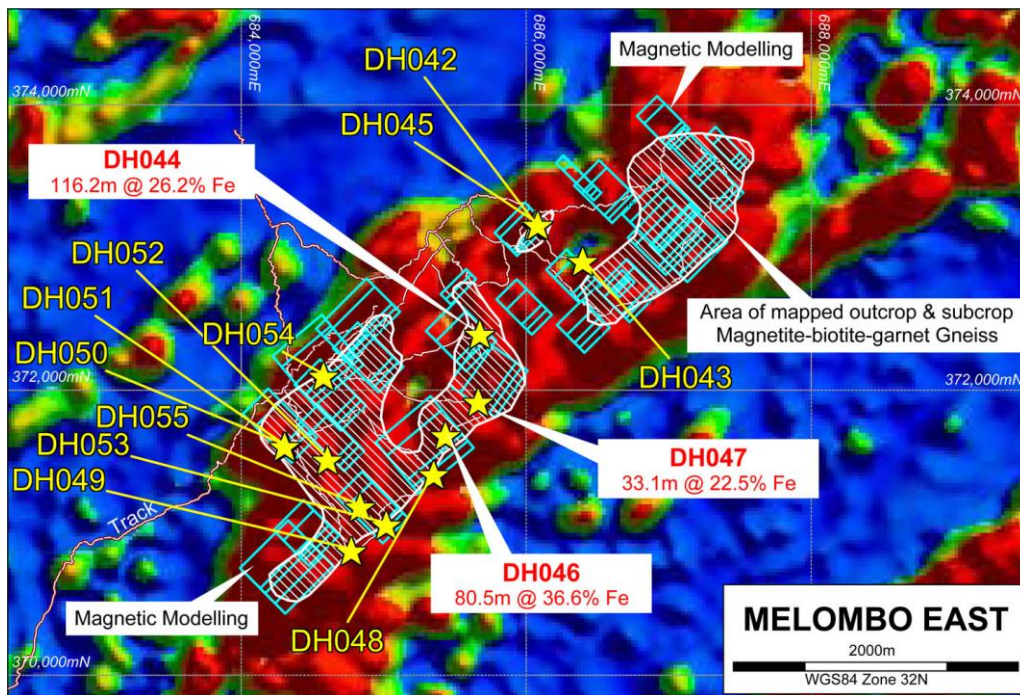 684,000mE
686,000mE
688,000mE
374,000mN
374,000mN
DH042
DH045
Magnetic Modelling
DH044
116.2m @ 26.2% Fe
DH052
DH051
DH050
DH054
DH055
DH053
DH049
Area of mapped outcrop & subcrop
Magnetite-biotite-garnet Gneiss
DH043
372,000mN
372,000mN
DH047
33.1m @ 22.5% Fe
Track
DH046
80.5m @ 36.6% Fe
Magnetic Modelling
DH048
370,000mN
MELOMBO EAST
2000m
WGS84 Zone 32N